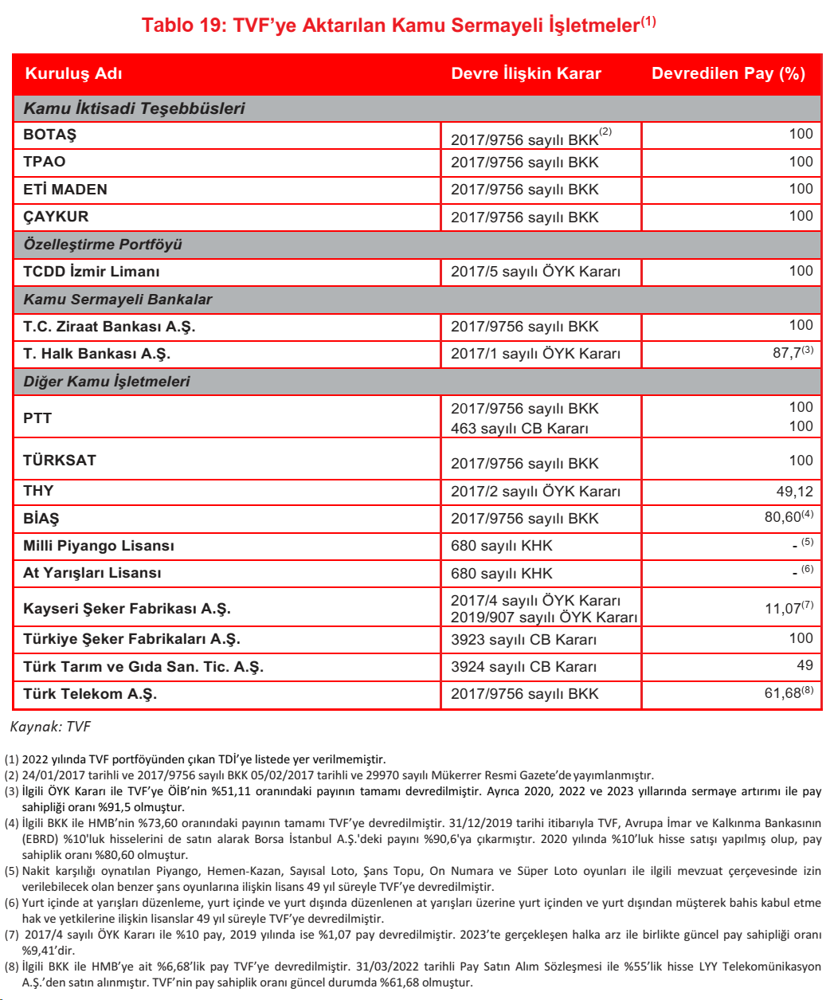 Tablo 19: TVF’ye Aktarılan Kamu Sermayeli İşletmeler(1)
Kuruluş Adı Devre İlişkin Karar Devredilen Pay (%)
Kamu İktisadi Teşebbüsleri
BOTAŞ 2017/9756 sayılı BKK(2) 100
TPAO 2017/9756 sayılı BKK 100
ETİ MADEN 2017/9756 sayılı BKK 100
ÇAYKUR 2017/9756 sayılı BKK 100
Özelleştirme Portföyü
TCDD İzmir Limanı 2017/5 sayılı ÖYK Kararı 100
Kamu Sermayeli Bankalar
T.C. Ziraat Bankası A.Ş. 2017/9756 sayılı BKK 100
T. Halk Bankası A.Ş. 2017/1 sayılı ÖYK Kararı 87,7(3)
Diğer Kamu İşletmeleri
PTT 2017/9756 sayılı BKK 100
463 sayılı CB Kararı 100
TÜRKSAT 2017/9756 sayılı BKK 100
THY 2017/2 sayılı ÖYK Kararı 49,12
BİAŞ 2017/9756 sayılı BKK 80,60(4)
Milli Piyango Lisansı 680 sayılı KHK - (5)
At Yarışları Lisansı 680 sayılı KHK - (6)
Kayseri Şeker Fabrikası A.Ş. 2017/4 sayılı ÖYK Kararı 11,07(7)
2019/907 sayılı ÖYK Kararı
Türkiye Şeker Fabrikaları A.Ş. 3923 sayılı CB Kararı 100
Türk Tarım ve Gıda San. Tic. A.Ş. 3924 sayılı CB Kararı 49
Türk Telekom A.Ş. 2017/9756 sayılı BKK 61,68(8)
Kaynak: TVF
(1) 2022 yılında TVF portföyünden çıkan TDİ’ye listede yer verilmemiştir.
(2) 24/01/2017 tarihli ve 2017/9756 sayılı BKK 05/02/2017 tarihli ve 29970 sayılı Mükerrer Resmi Gazete’de yayımlanmıştır.
(3) İlgili ÖYK Kararı ile TVF’ye ÖİB’nin %51,11 oranındaki payının tamamı devredilmiştir. Ayrıca 2020, 2022 ve 2023 yıllarında sermaye artırımı ile pay
sahipliği oranı %91,5 olmuştur.
(4) İlgili BKK ile HMB’nin %73,60 oranındaki payının tamamı TVF’ye devredilmiştir. 31/12/2019 tarihi itibarıyla TVF, Avrupa İmar ve Kalkınma Bankasının
(EBRD) %10'luk hisselerini de satın alarak Borsa İstanbul A.Ş.'deki payını %90,6'ya çıkarmıştır. 2020 yılında %10’luk hisse satışı yapılmış olup, pay
sahiplik oranı %80,60 olmuştur.
(5) Nakit karşılığı oynatılan Piyango, Hemen-Kazan, Sayısal Loto, Şans Topu, On Numara ve Süper Loto oyunları ile ilgili mevzuat çerçevesinde izin
verilebilecek olan benzer şans oyunlarına ilişkin lisans 49 yıl süreyle TVF’ye devredilmiştir.
(6) Yurt içinde at yarışları düzenleme, yurt içinde ve yurt dışında düzenlenen at yarışları üzerine yurt içinden ve yurt dışından müşterek bahis kabul etme
hak ve yetkilerine ilişkin lisanslar 49 yıl süreyle TVF’ye devredilmiştir.
(7) 2017/4 sayılı ÖYK Kararı ile %10 pay, 2019 yılında ise %1,07 pay devredilmiştir. 2023’te gerçekleşen halka arz ile birlikte güncel pay sahipliği oranı
%9,41’dir.
(8) İlgili BKK ile HMB’ye ait %6,68’lik pay TVF’ye devredilmiştir. 31/03/2022 tarihli Pay Satın Alım Sözleşmesi ile %55’lik hisse LYY Telekomünikasyon
A.Ş.’den satın alınmıştır. TVF’nin pay sahiplik oranı güncel durumda %61,68 olmuştur.